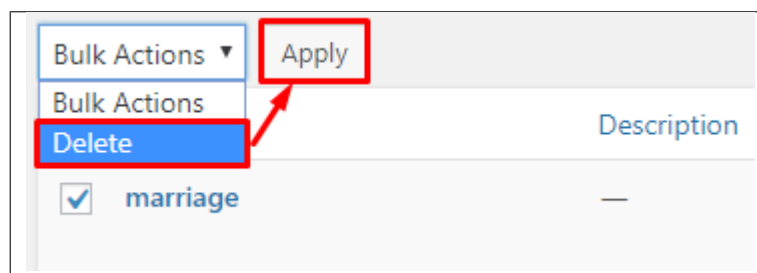 Bulk Actions ▼ Apply
Bulk Actions
Delete
Description
marriage —